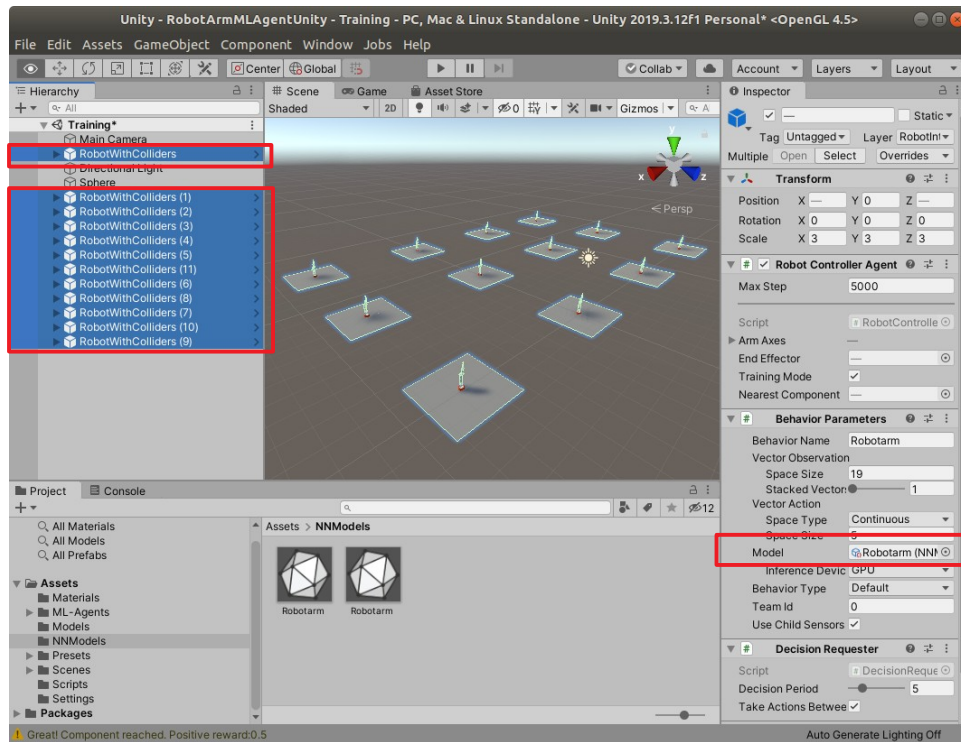 Unity - RobotArmMLAgentUnity - Training - PC, Mac & Linux Standalone - Unity 2019.3.12f1 Personal* <OpenGL 4.5>
File Edit Assets GameObject Component Window Jobs Help
Center Global Collab Account Layers Layout
Hierarchy
All
Training*
Main Camera
RobotWithColliders
Directional Light
Sphere
RobotWithColliders (1)
RobotWithColliders (2)
RobotWithColliders (3)
RobotWithColliders (4)
RobotWithColliders (5)
RobotWithColliders (11)
RobotWithColliders (6)
RobotWithColliders (8)
RobotWithColliders (7)
RobotWithColliders (10)
RobotWithColliders (9)
Scene Game Asset Store
Shaded 2D 0 Gizmos A
y
x z
Persp
Inspector
— Static
Tag Untagged Layer RobotInt
Multiple Open Select Overrides
Transform
Position X — Y 0 Z —
Rotation X 0 Y 0 Z 0
Scale X 3 Y 3 Z 3
Robot Controller Agent
Max Step 5000
Script RobotControlle
Arm Axes —
End Effector —
Training Mode
Nearest Component —
Behavior Parameters
Behavior Name Robotarm
Vector Observation
Space Size 19
Stacked Vector 1
Vector Action
Space Type Continuous
Space Size 5
Model Robotarm (NNM
Inference Devic GPU
Behavior Type Default
Team Id 0
Use Child Sensors
Decision Requester
Script DecisionReque
Decision Period 5
Take Actions Betwee
Project Console
12
All Materials
All Models
All Prefabs
Assets
Materials
ML-Agents
Models
NNModels
Presets
Scenes
Scripts
Settings
Packages
Assets > NNModels
Robotarm Robotarm
Great! Component reached. Positive reward:0.5
Auto Generate Lighting Off